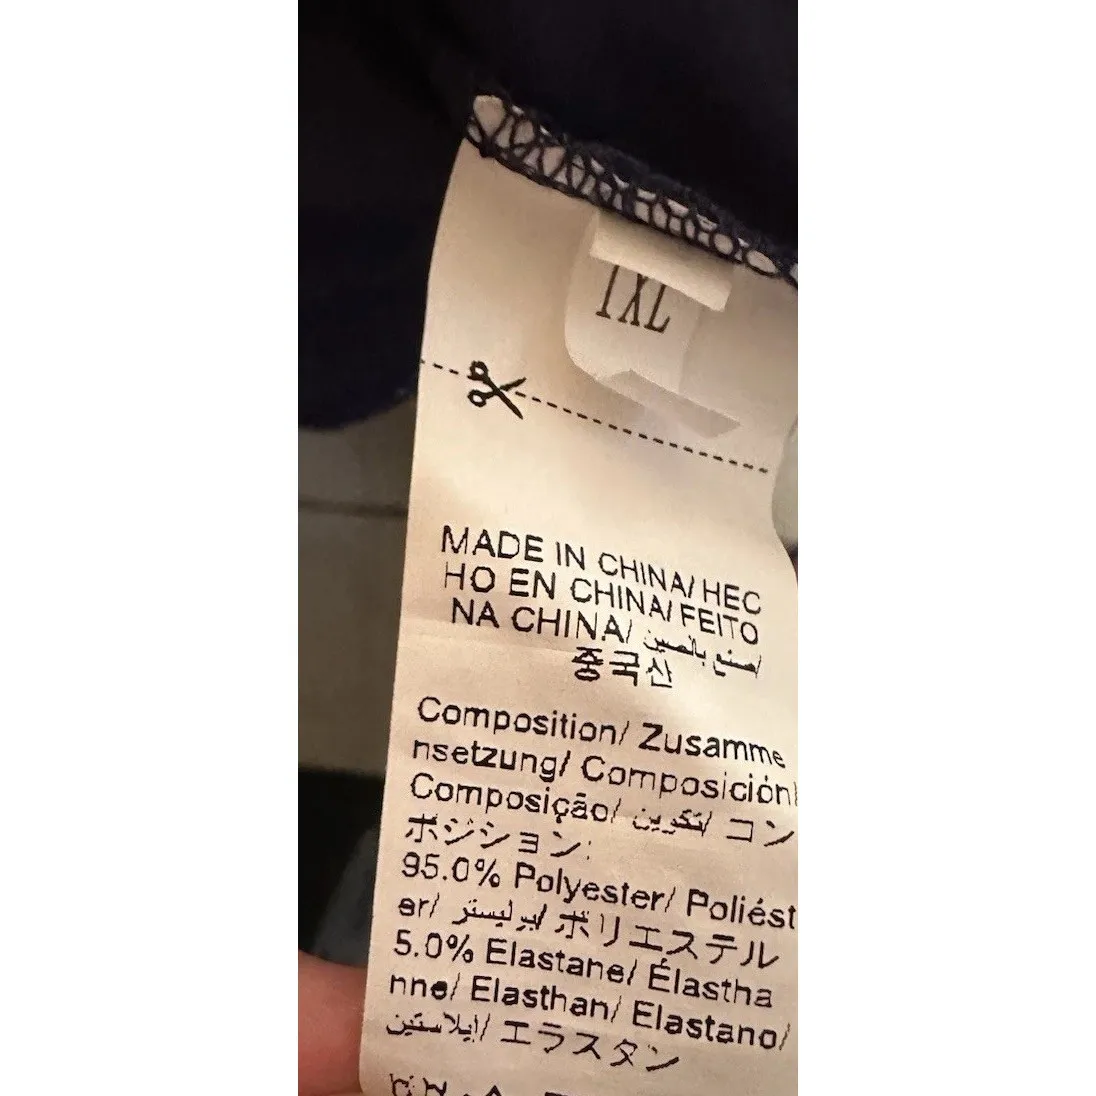 1XL
MADE IN CHINA/ HEC
HO EN CHINA/ FEITO
NA CHINA/ صنع بالصين/
중국산
Composition/ Zusamme
nsetzung/ Composición/
Composição/ تكوين/ コン
ポジション:
95.0% Polyester/ Poliést
er/ بوليستر/ ポリエステル
5.0% Elastane/ Élastha
nne/ Elasthan/ Elastano/
إيلاستين/ エラスタン